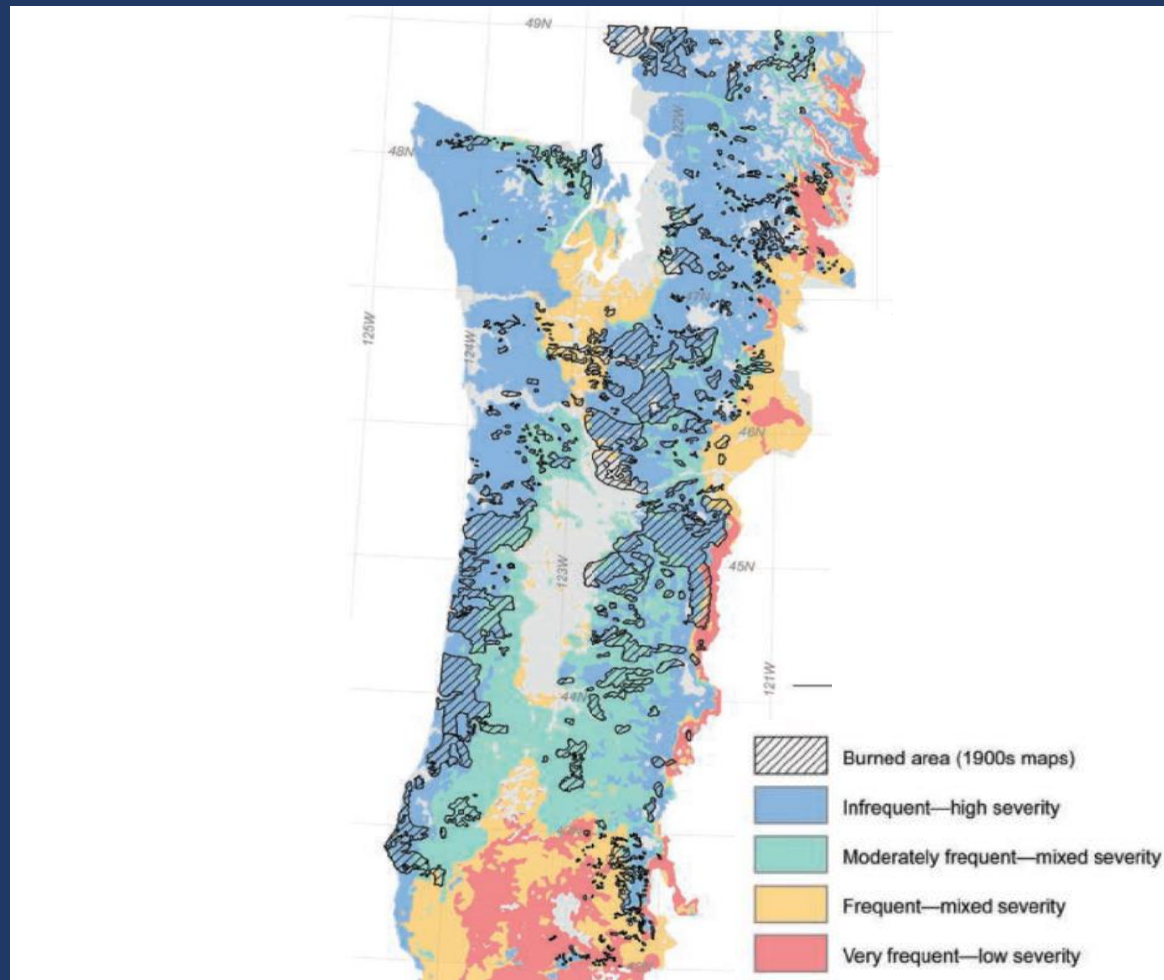 49N
122W
48N
47N
125W
124W
46N
123W
45N
121W
44N
Burned area (1900s maps)
Infrequent—high severity
Moderately frequent—mixed severity
Frequent—mixed severity
Very frequent—low severity